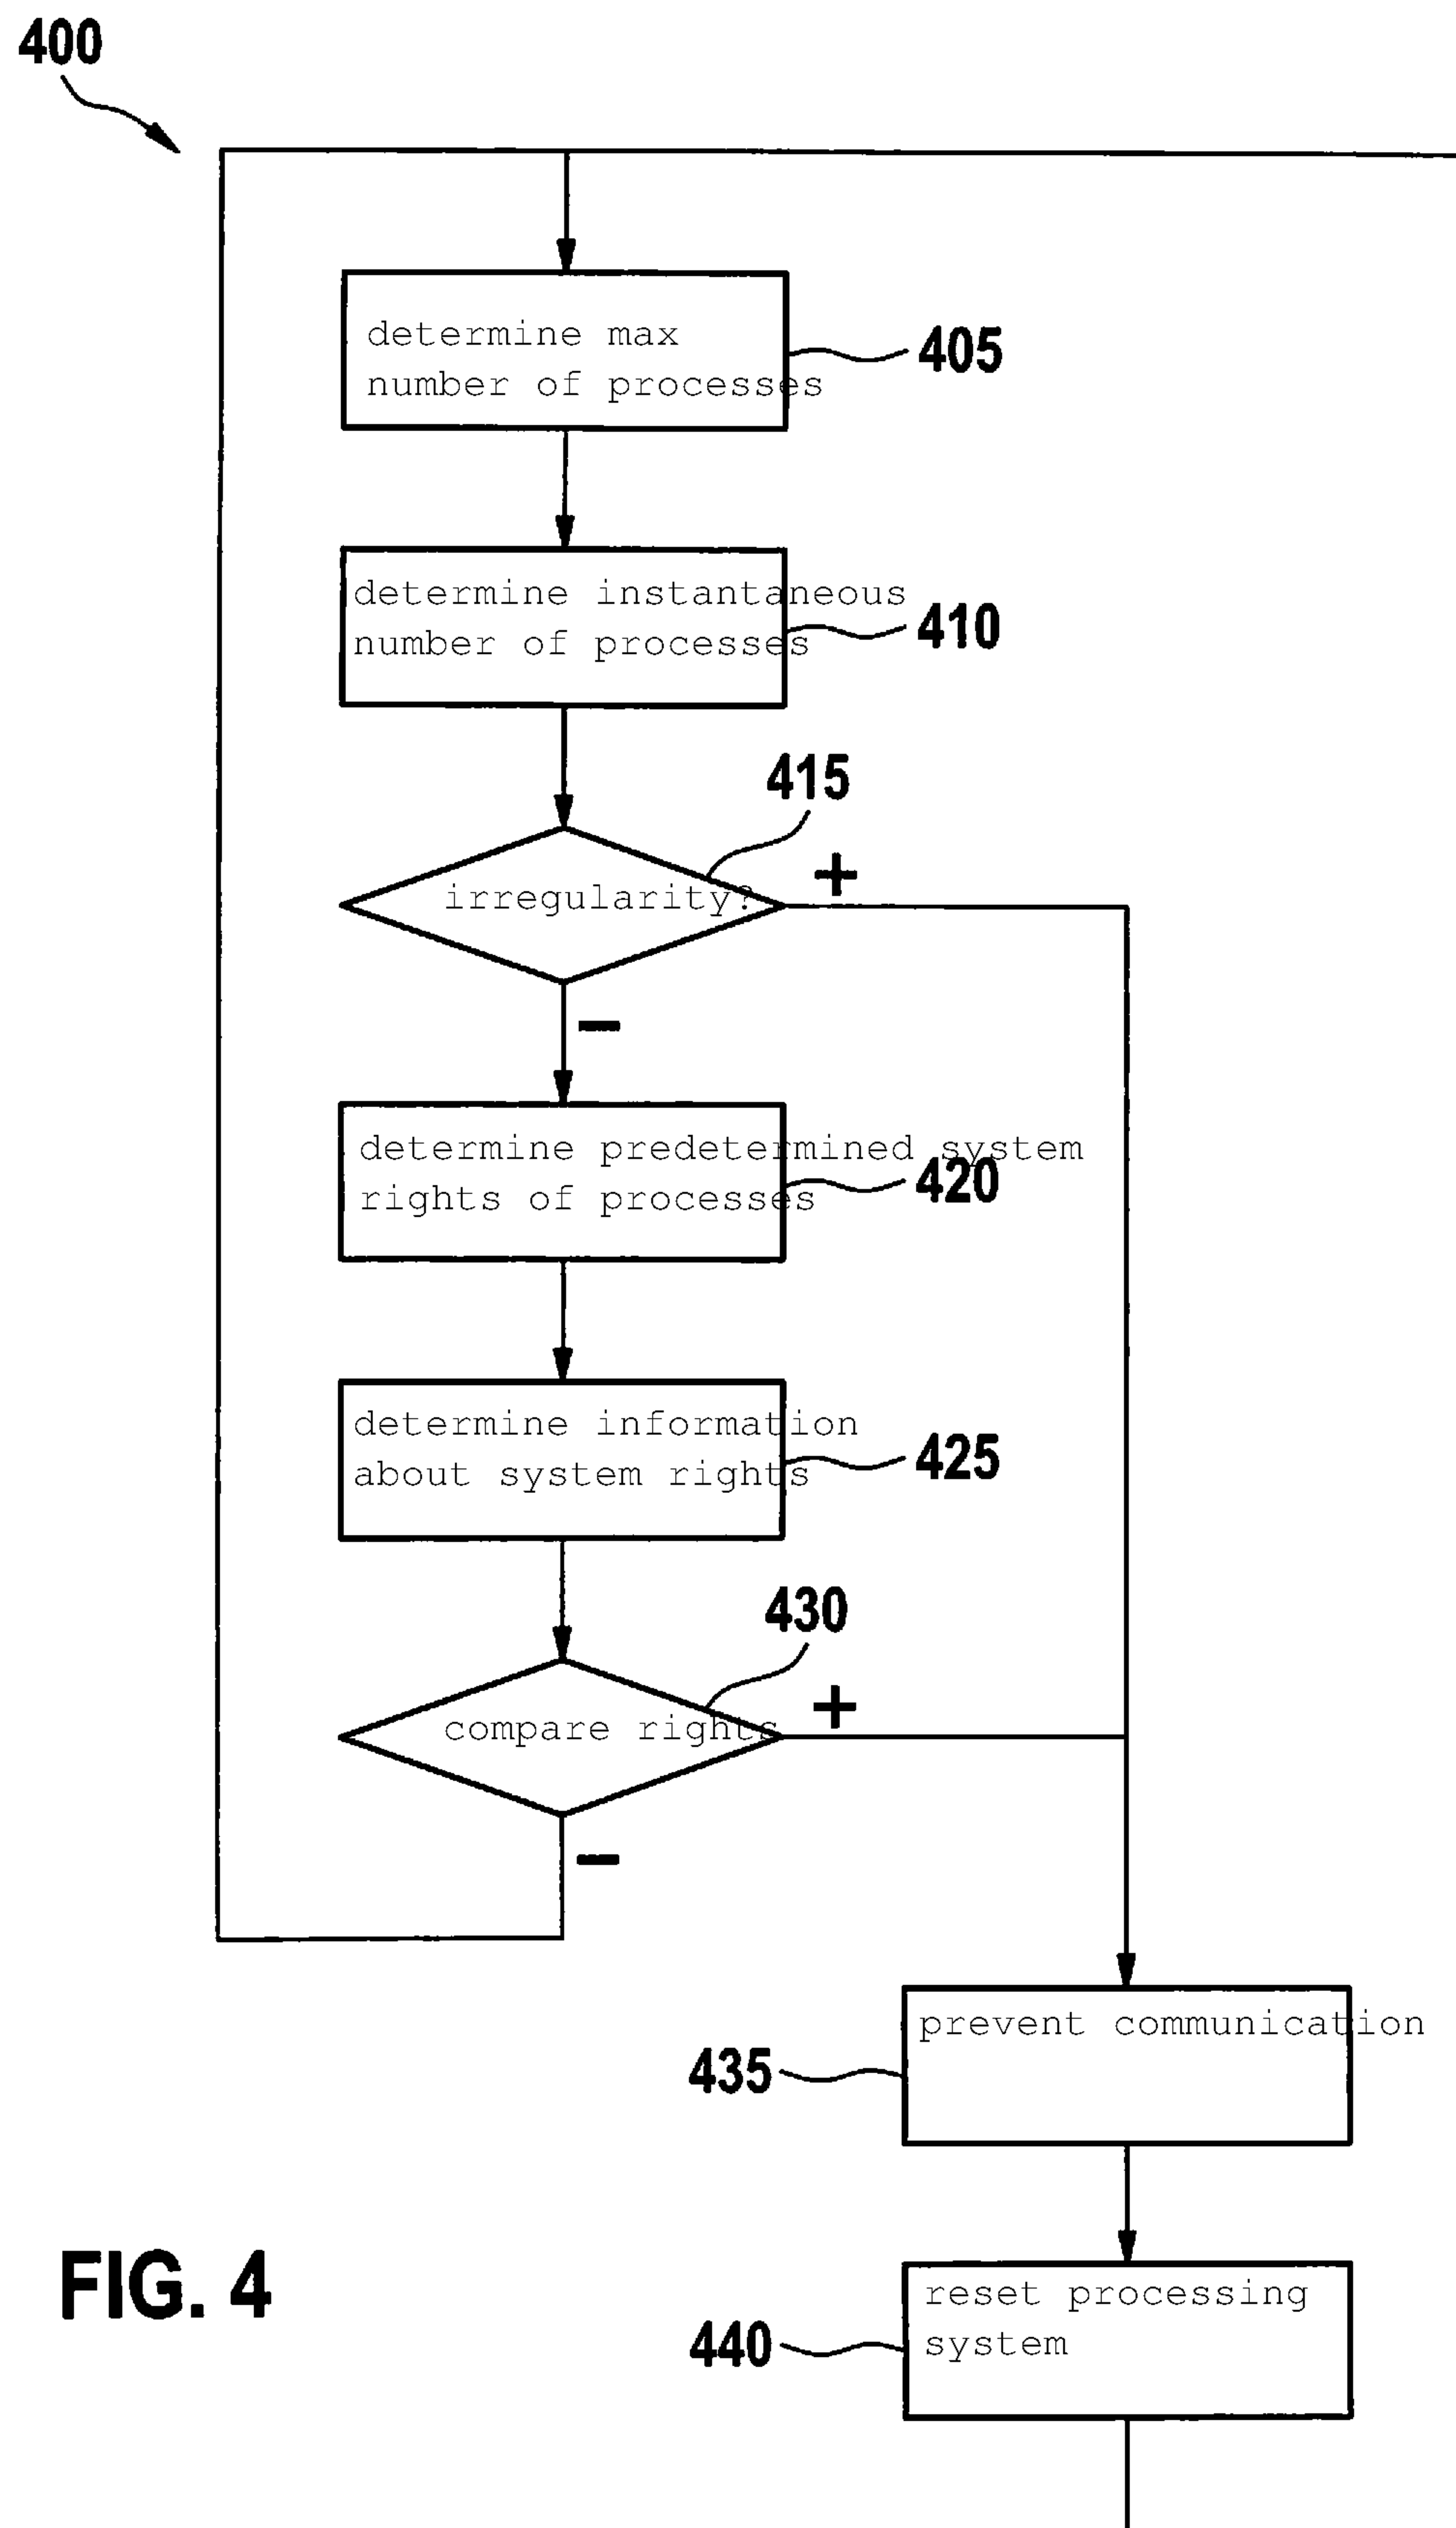 400
determine max
number of processes
405
determine instantaneous
number of processes
410
415
irregularity?
+
−
determine predetermined system
rights of processes
420
determine information
about system rights
425
430
compare rights
+
−
prevent communication
435
reset processing
system
440
FIG. 4